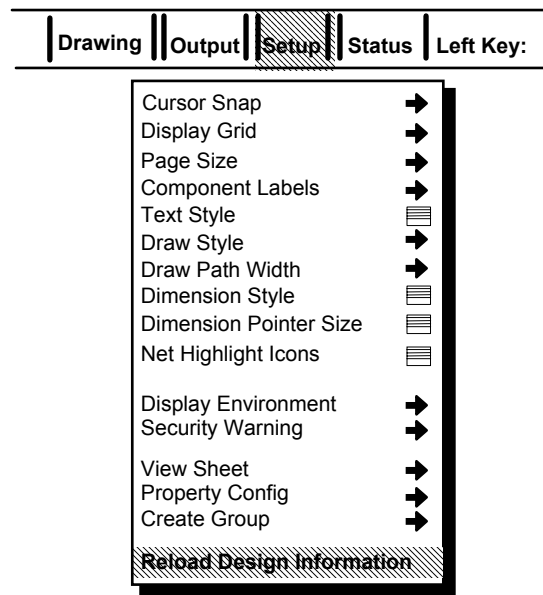 Drawing Output Setup Status Left Key:
Cursor Snap
Display Grid
Page Size
Component Labels
Text Style
Draw Style
Draw Path Width
Dimension Style
Dimension Pointer Size
Net Highlight Icons
Display Environment
Security Warning
View Sheet
Property Config
Create Group
Reload Design Information